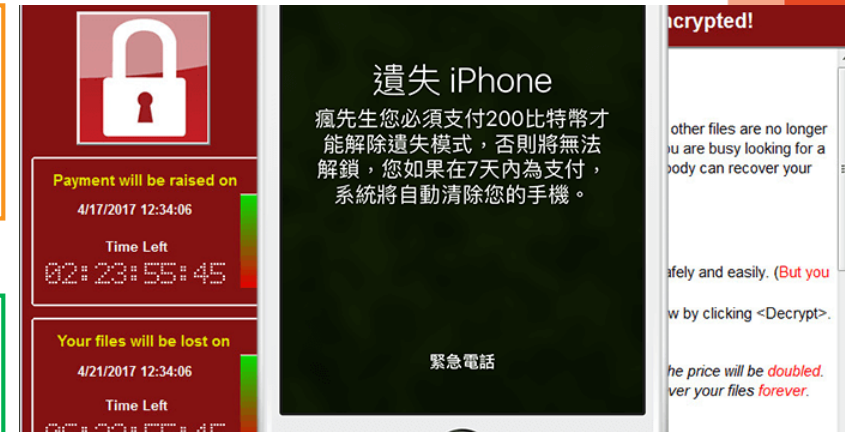 ncrypted!
Payment will be raised on
4/17/2017 12:34:06
Time Left
02:23:55:45
Your files will be lost on
4/21/2017 12:34:06
Time Left
遺失 iPhone
瘋先生您必須支付200比特幣才
能解除遺失模式，否則將無法
解鎖，您如果在7天內為支付，
系統將自動清除您的手機。
緊急電話
other files are no longer
u are busy looking for a
body can recover your
afely and easily. (But you
w by clicking <Decrypt>.
he price will be doubled.
ver your files forever.